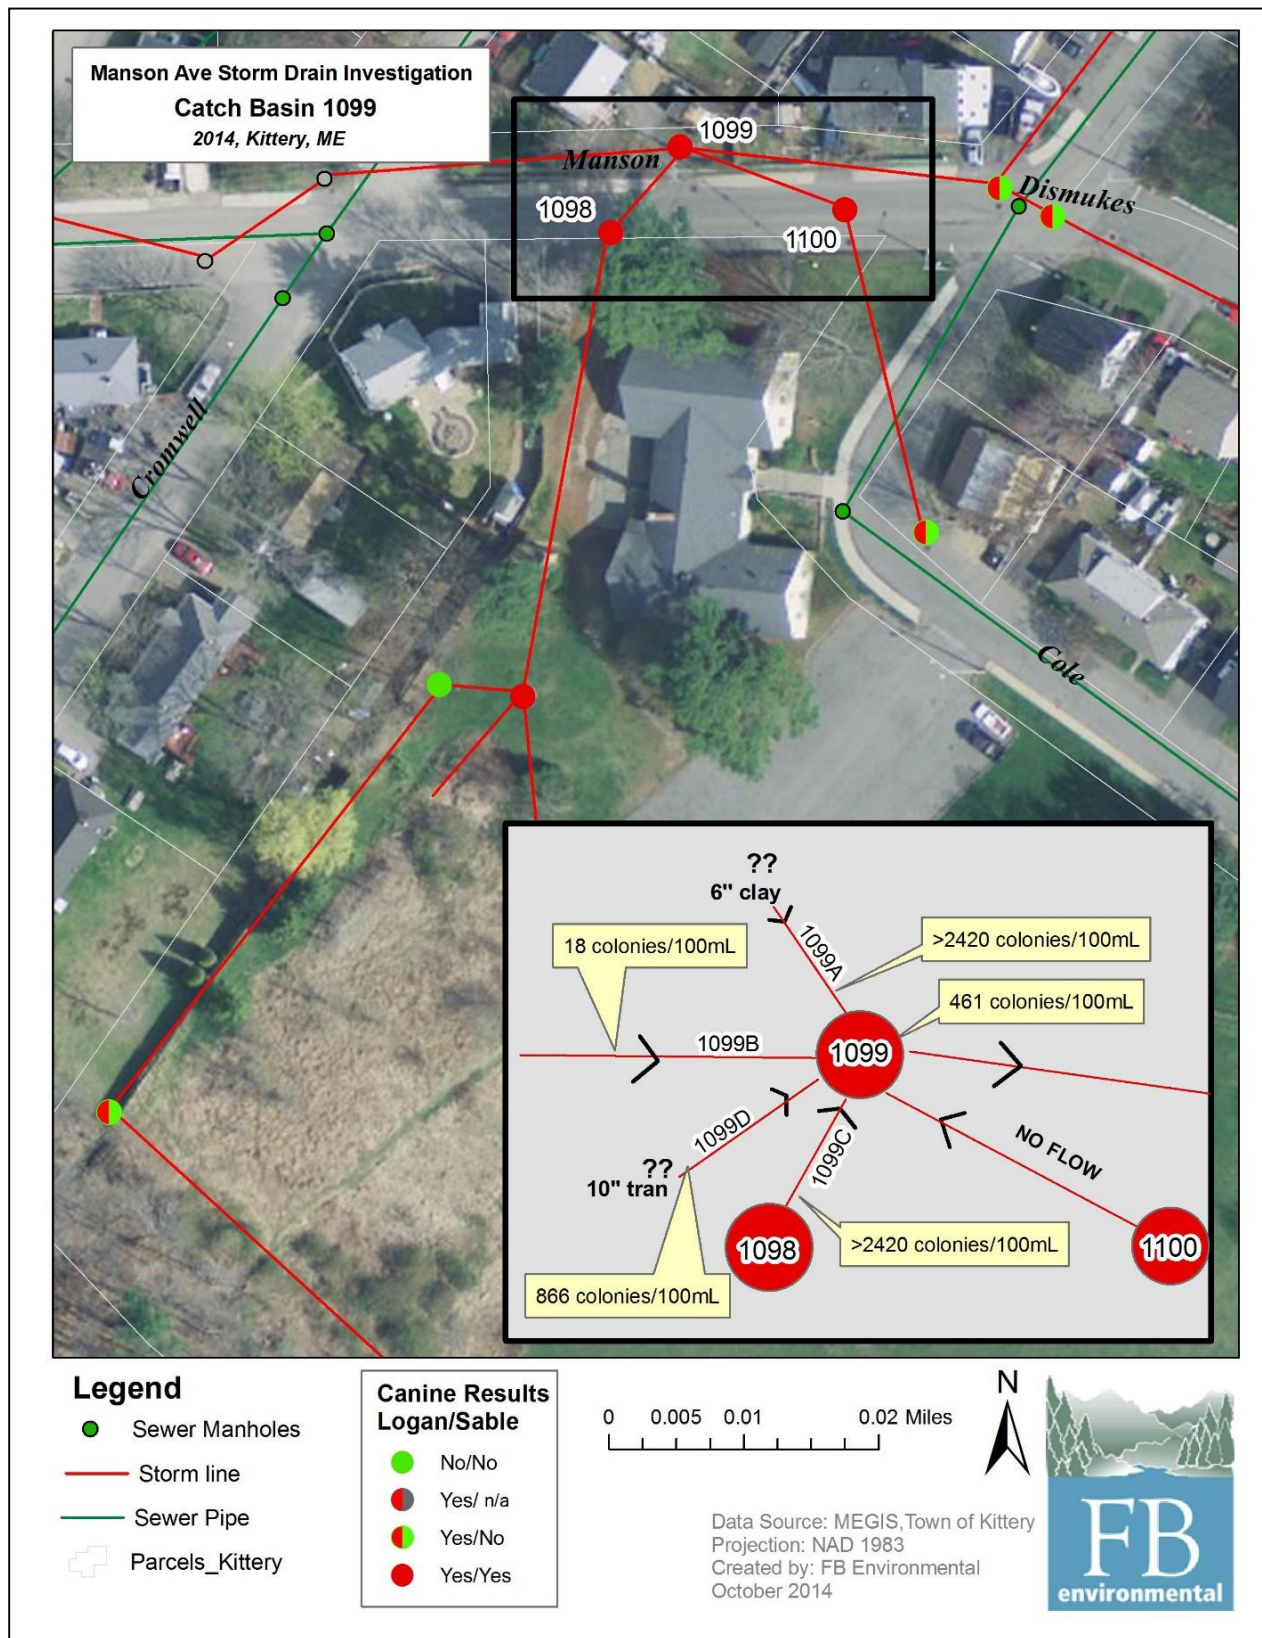 Manson Ave Storm Drain Investigation
Catch Basin 1099
2014, Kittery, ME
1099
Manson
1098
1100
Dismukes
Cromwell
Cole
??
6" clay
1099A
18 colonies/100mL
>2420 colonies/100mL
461 colonies/100mL
1099B
1099
1099D
1099C
NO FLOW
??
10" tran
1098
>2420 colonies/100mL
1100
866 colonies/100mL
Legend
Sewer Manholes
Storm line
Sewer Pipe
Parcels_Kittery
Canine Results
Logan/Sable
No/No
Yes/ n/a
Yes/No
Yes/Yes
0 0.005 0.01 0.02 Miles
N
Data Source: MEGIS,Town of Kittery
Projection: NAD 1983
Created by: FB Environmental
October 2014
FB
environmental